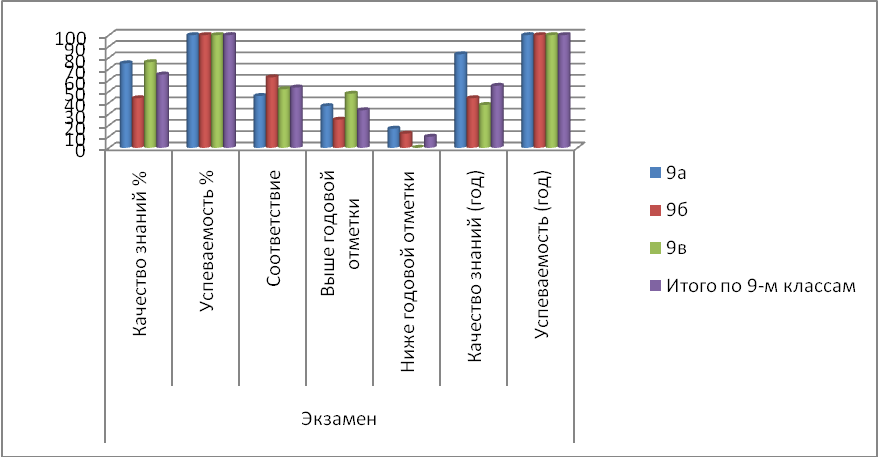 100
90
80
70
60
50
40
30
20
10
0
Качество знаний %
Успеваемость %
Соответствие
Выше годовой
отметки
Ниже годовой отметки
Качество знаний (год)
Успеваемость (год)
Экзамен
9а
9б
9в
Итого по 9-м классам